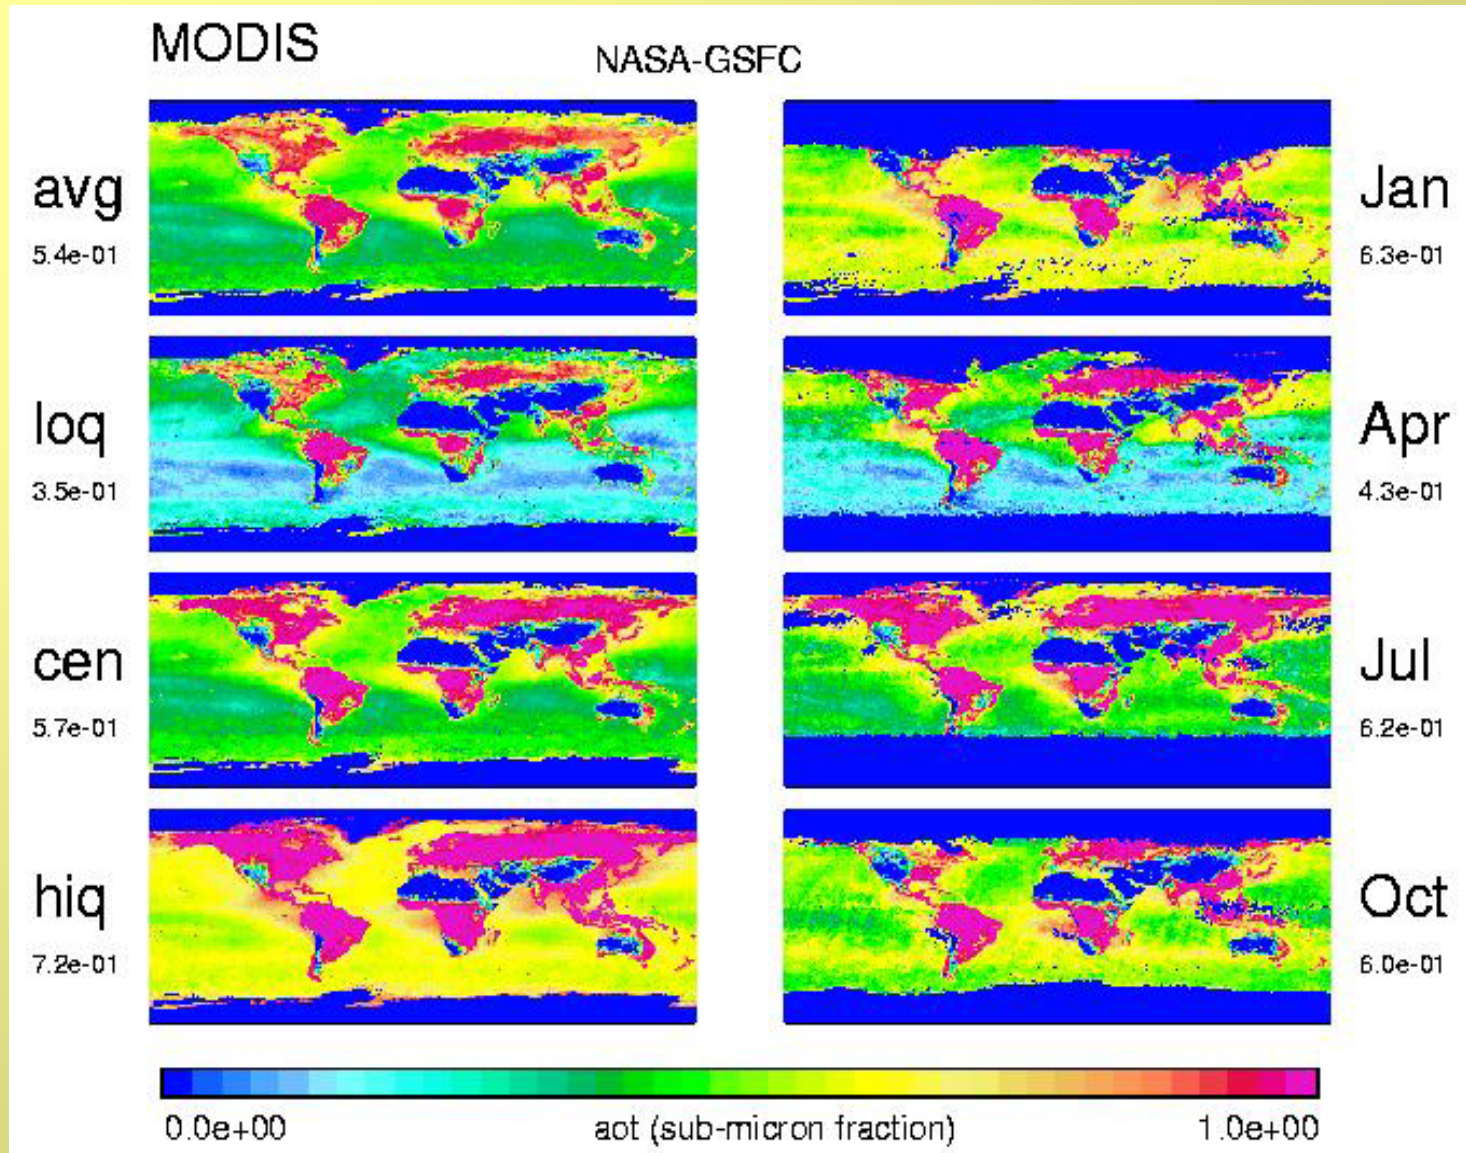 MODIS
NASA-GSFC
avg
5.4e-01
Jan
6.3e-01
loq
3.5e-01
Apr
4.3e-01
cen
5.7e-01
Jul
6.2e-01
hiq
7.2e-01
Oct
6.0e-01
0.0e+00 aot (sub-micron fraction) 1.0e+00